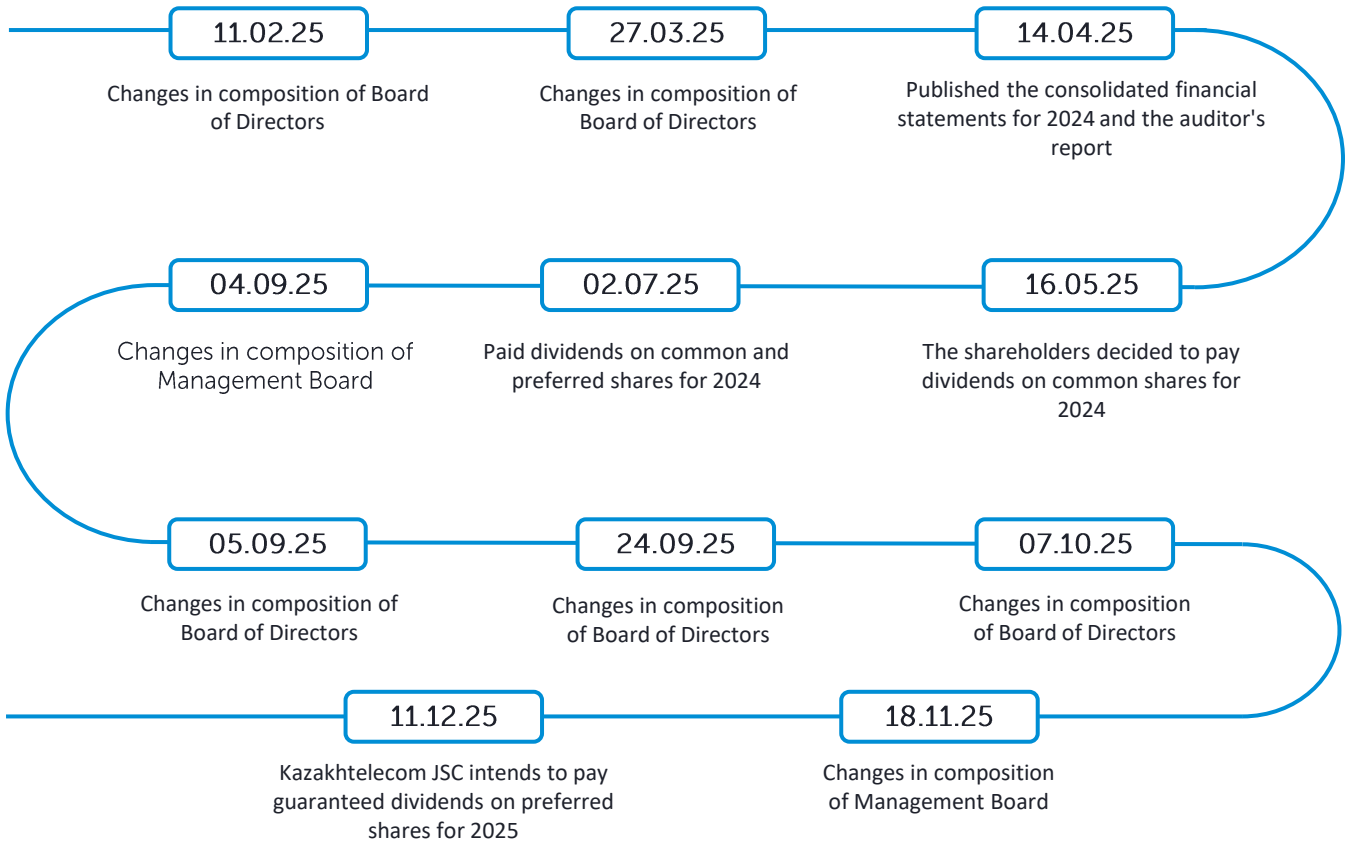 11.02.25
Changes in composition of Board
of Directors
27.03.25
Changes in composition of
Board of Directors
14.04.25
Published the consolidated financial
statements for 2024 and the auditor's
report
16.05.25
The shareholders decided to pay
dividends on common shares for
2024
02.07.25
Paid dividends on common and
preferred shares for 2024
04.09.25
Changes in composition of
Management Board
05.09.25
Changes in composition of
Board of Directors
24.09.25
Changes in composition
of Board of Directors
07.10.25
Changes in composition
of Board of Directors
18.11.25
Changes in composition
of Management Board
11.12.25
Kazakhtelecom JSC intends to pay
guaranteed dividends on preferred
shares for 2025